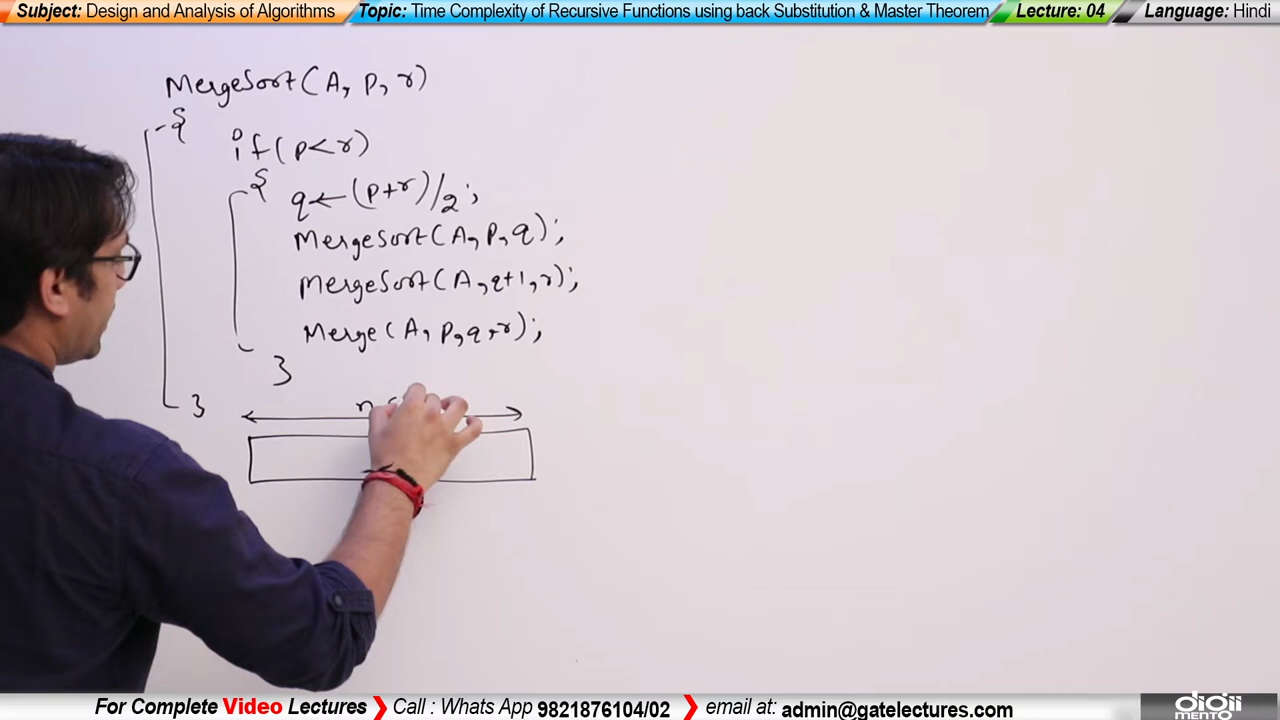 Subject: Design and Analysis of Algorithms Topic: Time Complexity of Recursive Functions using back Substitution & Master Theorem Lecture: 04 Language: Hindi
MergeSort(A, p, r)
{
if(p<r)
{
q←(p+r)/2;
MergeSort(A, p, q);
MergeSort(A, q+1, r);
Merge(A, p, q, r);
}
}
n
For Complete Video Lectures Call : Whats App 9821876104/02 email at: admin@gatelectures.com
digii
MENTO